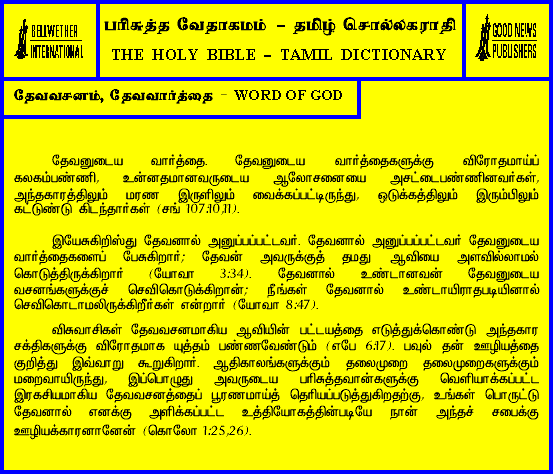 BELLWETHER
INTERNATIONAL
பரிசுத்த வேதாகமம் – தமிழ் சொல்லகராதி
THE HOLY BIBLE – TAMIL DICTIONARY
GOOD NEWS
PUBLISHERS
தேவவசனம், தேவவார்த்தை – WORD OF GOD
தேவனுடைய வார்த்தை. தேவனுடைய வார்த்தைகளுக்கு விரோதமாய்ப்
கலகம்பண்ணி, உன்னதமானவருடைய ஆலோசனையை அசட்டைபண்ணினவர்கள்,
அந்தகாரத்திலும் மரண இருளிலும் வைக்கப்பட்டிருந்து, ஒடுக்கத்திலும் இரும்பிலும்
கட்டுண்டு கிடந்தார்கள் (சங் 107:10,11).
இயேசுகிறிஸ்து தேவனால் அனுப்பப்பட்டவர். தேவனால் அனுப்பப்பட்டவர் தேவனுடைய
வார்த்தைகளைப் பேசுகிறார்; தேவன் அவருக்குத் தமது ஆவியை அளவில்லாமல்
கொடுத்திருக்கிறார் (யோவா 3:34). தேவனால் உண்டானவன் தேவனுடைய
வசனங்களுக்குச் செவிகொடுக்கிறான்; நீங்கள் தேவனால் உண்டாயிராதபடியினால்
செவிகொடாமலிருக்கிறீர்கள் என்றார் (யோவா 8:47).
விசுவாசிகள் தேவவசனமாகிய ஆவியின் பட்டயத்தை எடுத்துக்கொண்டு அந்தகார
சக்திகளுக்கு விரோதமாக யுத்தம் பண்ணவேண்டும் (எபே 6:17). பவுல் தன் ஊழியத்தை
குறித்து இவ்வாறு கூறுகிறார். ஆதிகாலங்களுக்கும் தலைமுறை தலைமுறைகளுக்கும்
மறைவாயிருந்து, இப்பொழுது அவருடைய பரிசுத்தவான்களுக்கு வெளியாக்கப்பட்ட
இரகசியமாகிய தேவவசனத்தைப் பூரணமாய்த் தெரியப்படுத்துகிறதற்கு, உங்கள் பொருட்டு
தேவனால் எனக்கு அளிக்கப்பட்ட உத்தியோகத்தின்படியே நான் அந்தச் சபைக்கு
ஊழியக்காரனானேன் (கொலோ 1:25,26).